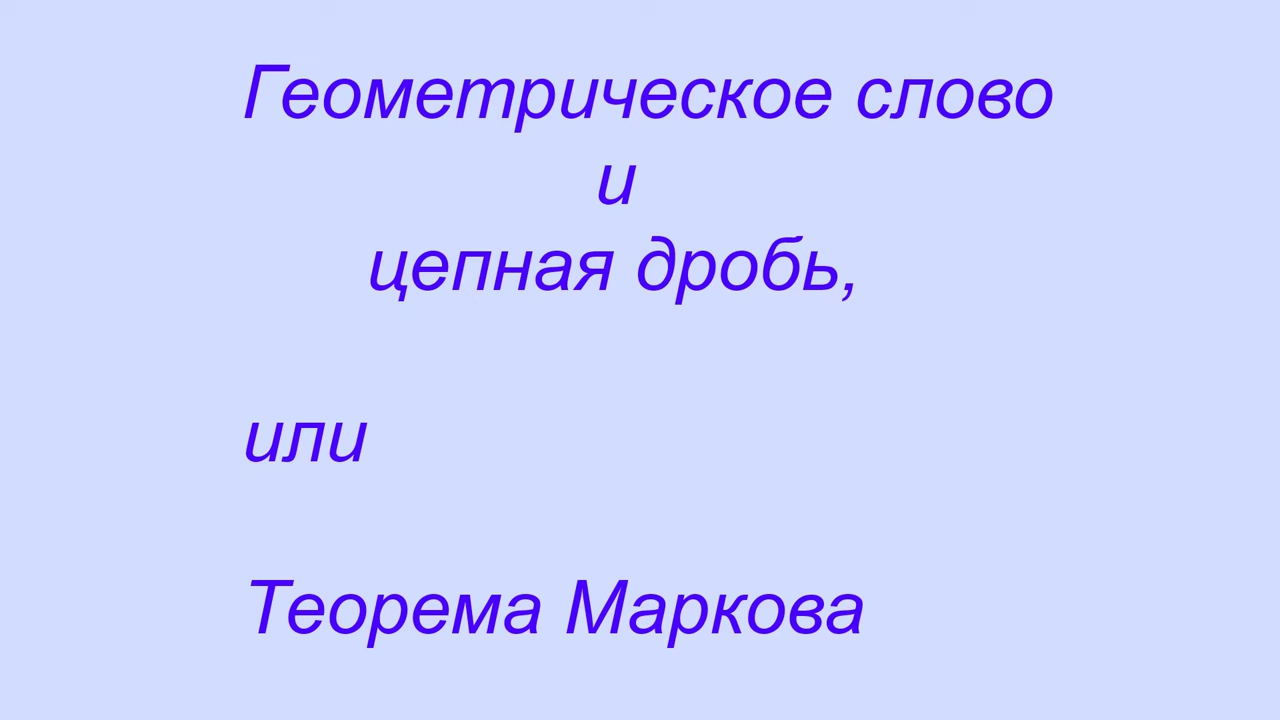 Геометрическое слово
и
цепная дробь,
или
Теорема Маркова